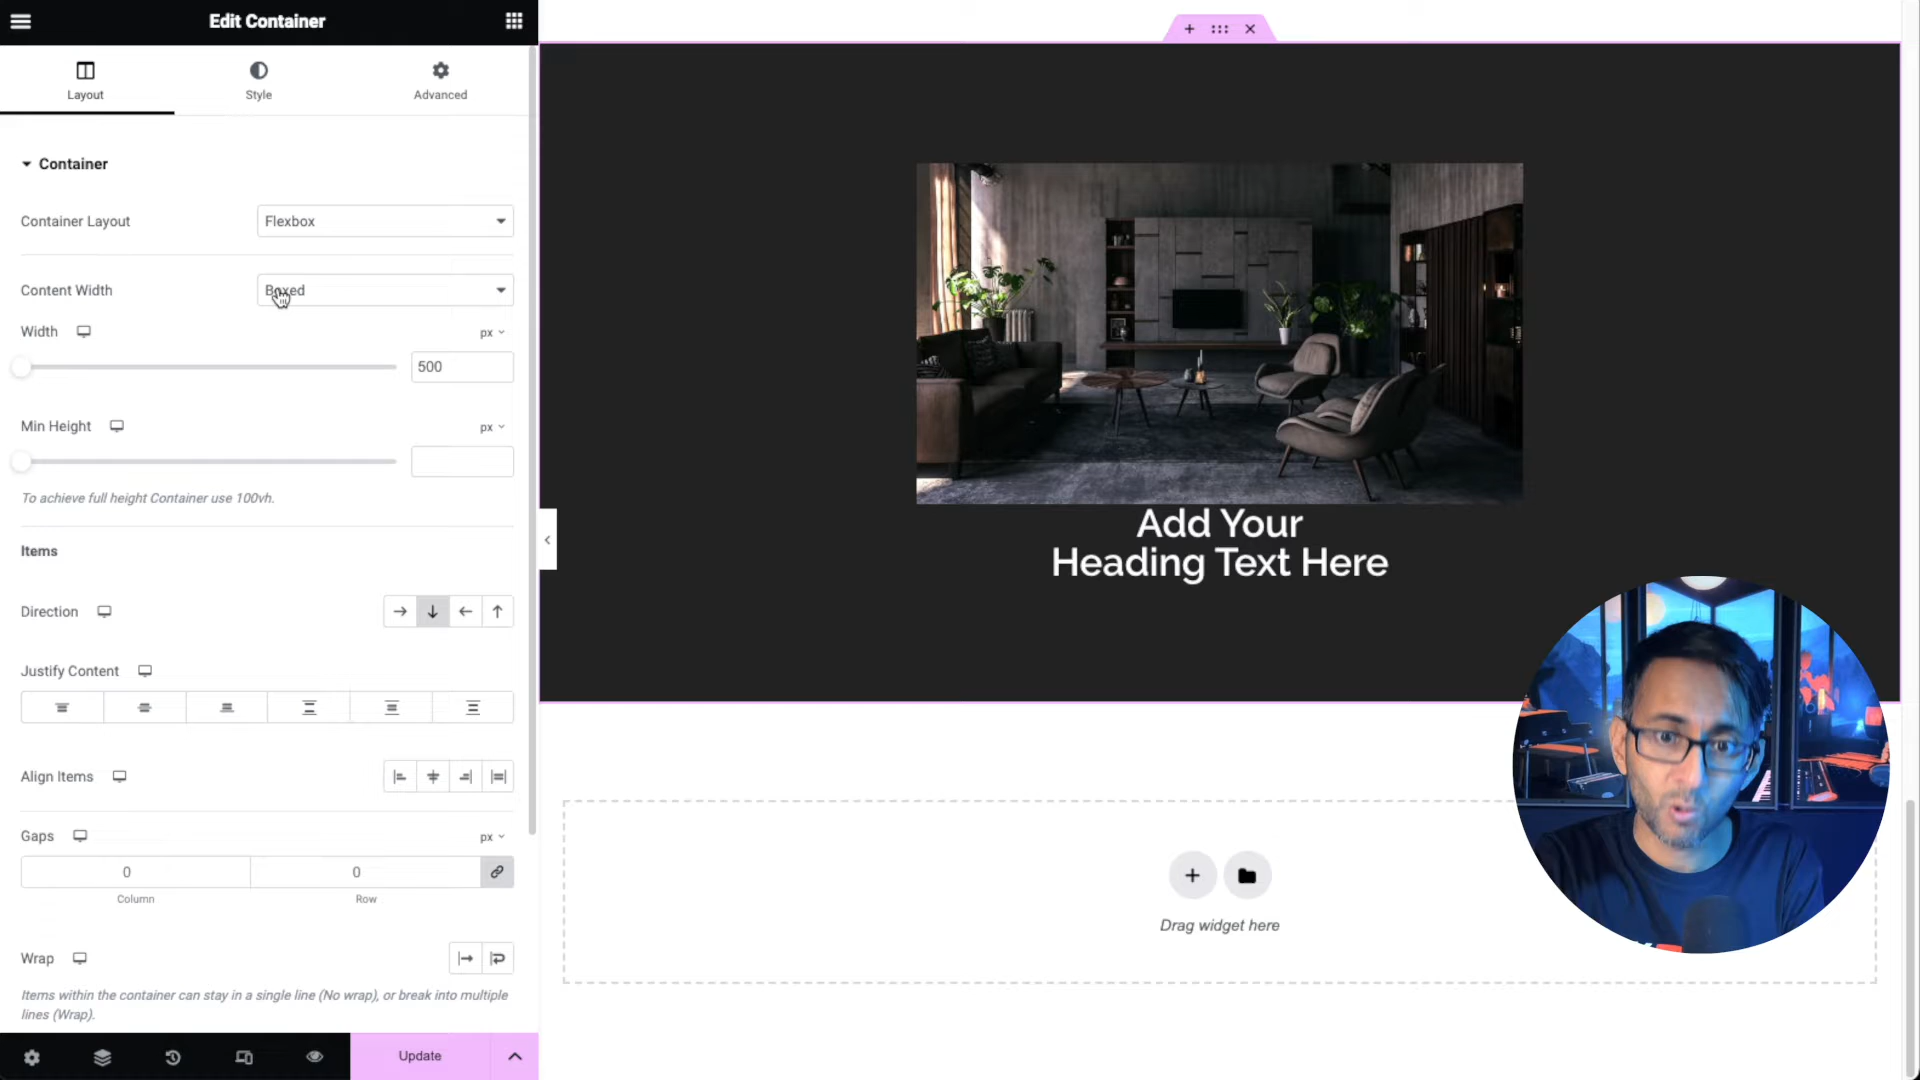 Edit Container
Layout
Style
Advanced
Container
Container Layout
Flexbox
Content Width
Boxed
Width
px
500
Min Height
px
To achieve full height Container use 100vh.
Items
Direction
Justify Content
Align Items
Gaps
px
0
0
Column
Row
Wrap
Items within the container can stay in a single line (No wrap), or break into multiple
lines (Wrap).
Update
Add Your
Heading Text Here
Drag widget here